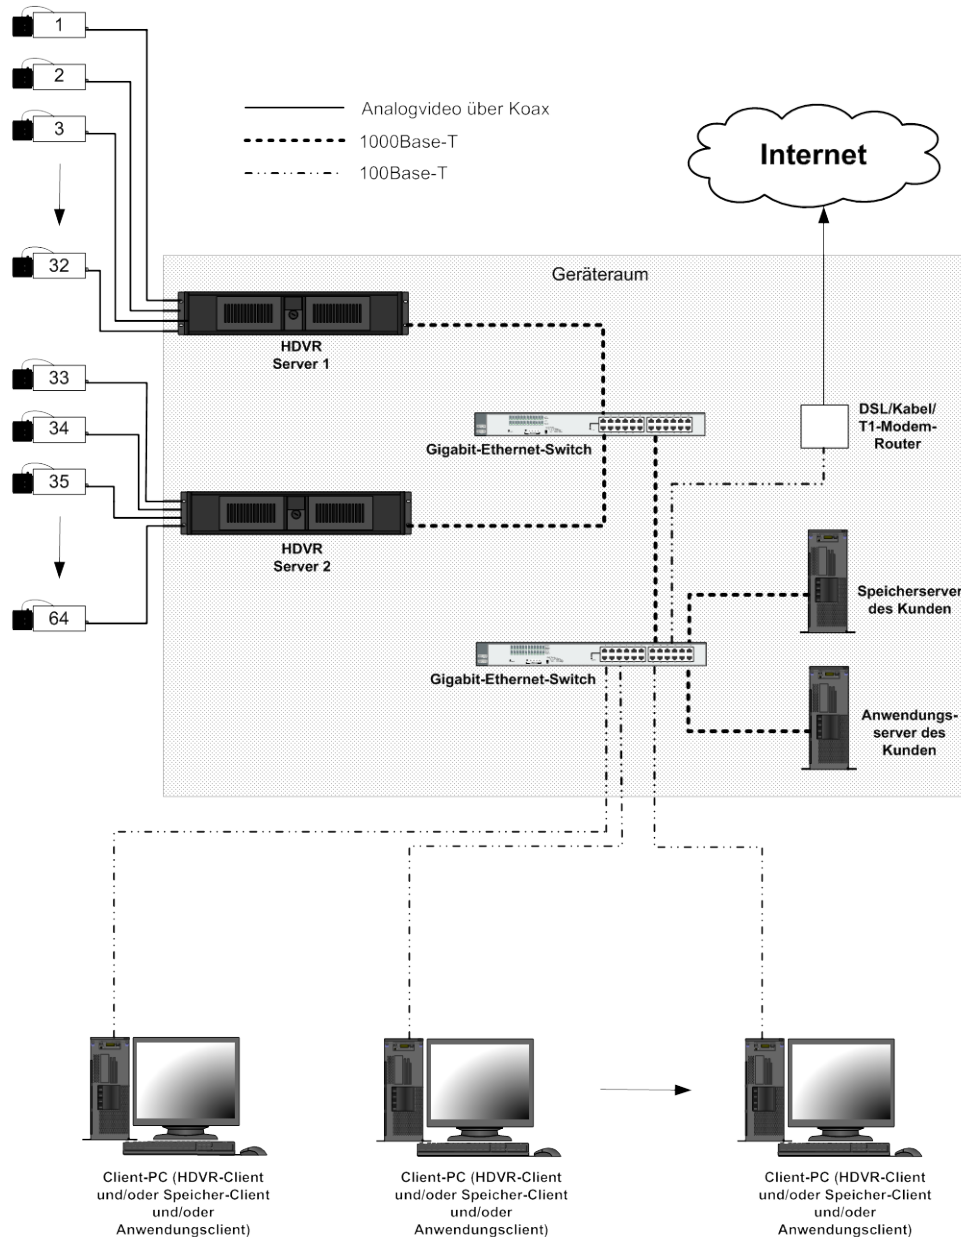 1
2
3
32
33
34
35
64
Analogvideo über Koax
1000Base-T
100Base-T
Internet
Geräteraum
HDVR
Server 1
Gigabit-Ethernet-Switch
DSL/Kabel/
T1-Modem-
Router
HDVR
Server 2
Speicherserver
des Kunden
Gigabit-Ethernet-Switch
Anwendungs-
server des
Kunden
Client-PC (HDVR-Client
und/oder Speicher-Client
und/oder
Anwendungsclient)
Client-PC (HDVR-Client
und/oder Speicher-Client
und/oder
Anwendungsclient)
Client-PC (HDVR-Client
und/oder Speicher-Client
und/oder
Anwendungsclient)